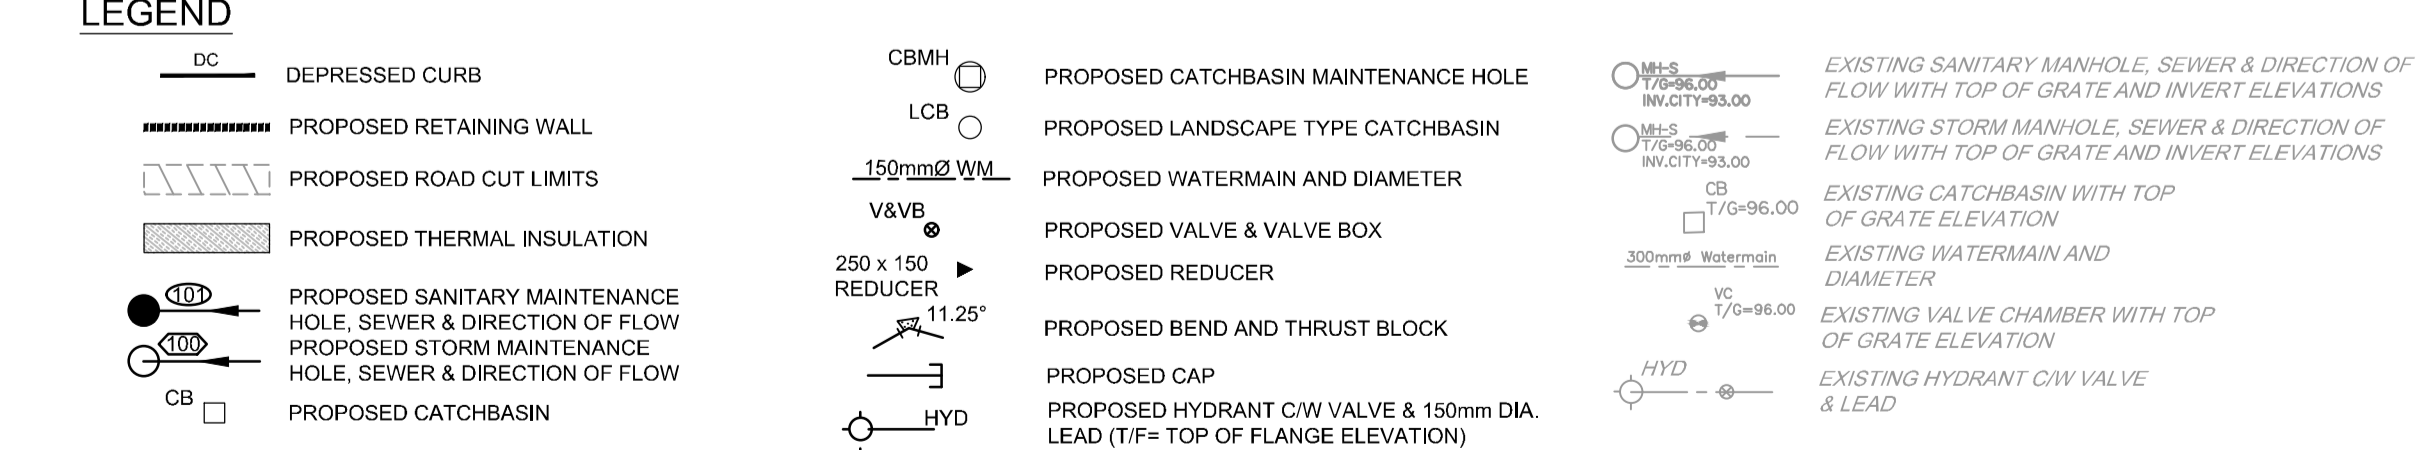 LEGEND
DC
DEPRESSED CURB
PROPOSED RETAINING WALL
PROPOSED ROAD CUT LIMITS
PROPOSED THERMAL INSULATION
101
PROPOSED SANITARY MAINTENANCE
HOLE, SEWER & DIRECTION OF FLOW
100
PROPOSED STORM MAINTENANCE
HOLE, SEWER & DIRECTION OF FLOW
CB
PROPOSED CATCHBASIN
CBMH
PROPOSED CATCHBASIN MAINTENANCE HOLE
LCB
PROPOSED LANDSCAPE TYPE CATCHBASIN
150mmØ WM
PROPOSED WATERMAIN AND DIAMETER
V&VB
PROPOSED VALVE & VALVE BOX
250 x 150
REDUCER
PROPOSED REDUCER
11.25°
PROPOSED BEND AND THRUST BLOCK
PROPOSED CAP
HYD
PROPOSED HYDRANT C/W VALVE & 150mm DIA.
LEAD (T/F= TOP OF FLANGE ELEVATION)
MH-S
T/G=96.00
INV.CITY=93.00
EXISTING SANITARY MANHOLE, SEWER & DIRECTION OF
FLOW WITH TOP OF GRATE AND INVERT ELEVATIONS
MH-S
T/G=96.00
INV.CITY=93.00
EXISTING STORM MANHOLE, SEWER & DIRECTION OF
FLOW WITH TOP OF GRATE AND INVERT ELEVATIONS
CB
T/G=96.00
EXISTING CATCHBASIN WITH TOP
OF GRATE ELEVATION
300mmø Watermain
EXISTING WATERMAIN AND
DIAMETER
VC
T/G=96.00
EXISTING VALVE CHAMBER WITH TOP
OF GRATE ELEVATION
HYD
EXISTING HYDRANT C/W VALVE
& LEAD